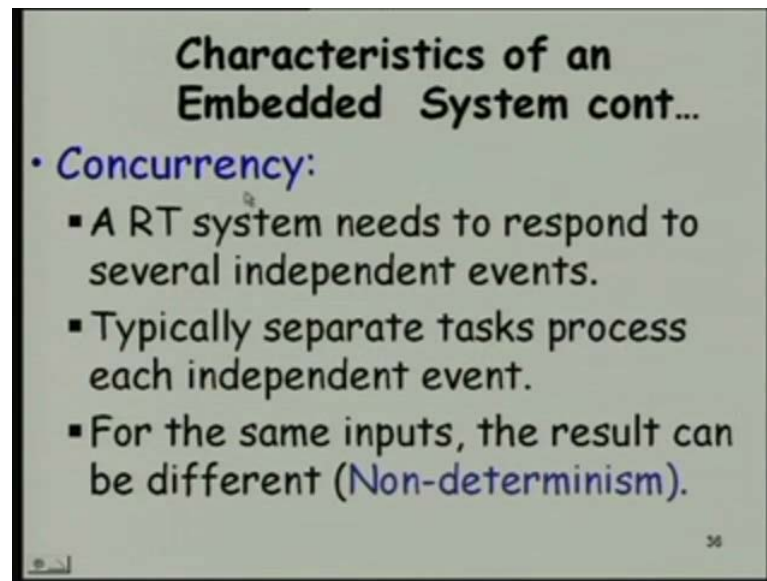 Characteristics of an
Embedded System cont...
• Concurrency:
▪ A RT system needs to respond to
several independent events.
▪ Typically separate tasks process
each independent event.
▪ For the same inputs, the result can
be different (Non-determinism).
36